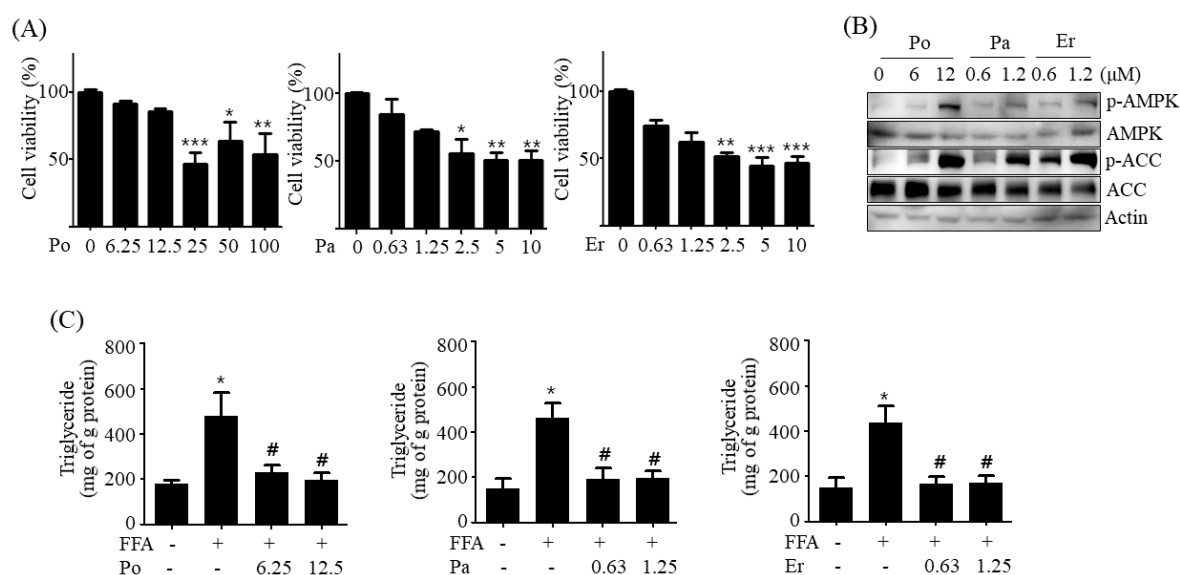 (A)
Cell viability (%)
100
50
*** * **
Po 0 6.25 12.5 25 50 100
Cell viability (%)
100
50
* ** **
Pa 0 0.63 1.25 2.5 5 10
Cell viability (%)
100
50
** *** ***
Er 0 0.63 1.25 2.5 5 10
(B)
Po Pa Er
0 6 12 0.6 1.2 0.6 1.2 (μM)
p-AMPK
AMPK
p-ACC
ACC
Actin
(C)
Triglyceride
(mg of g protein)
800
600
400
200
0
* # #
FFA - + + +
Po - - 6.25 12.5
Triglyceride
(mg of g protein)
800
600
400
200
0
* # #
FFA - + + +
Pa - - 0.63 1.25
Triglyceride
(mg of g protein)
800
600
400
200
0
* # #
FFA - + + +
Er - - 0.63 1.25